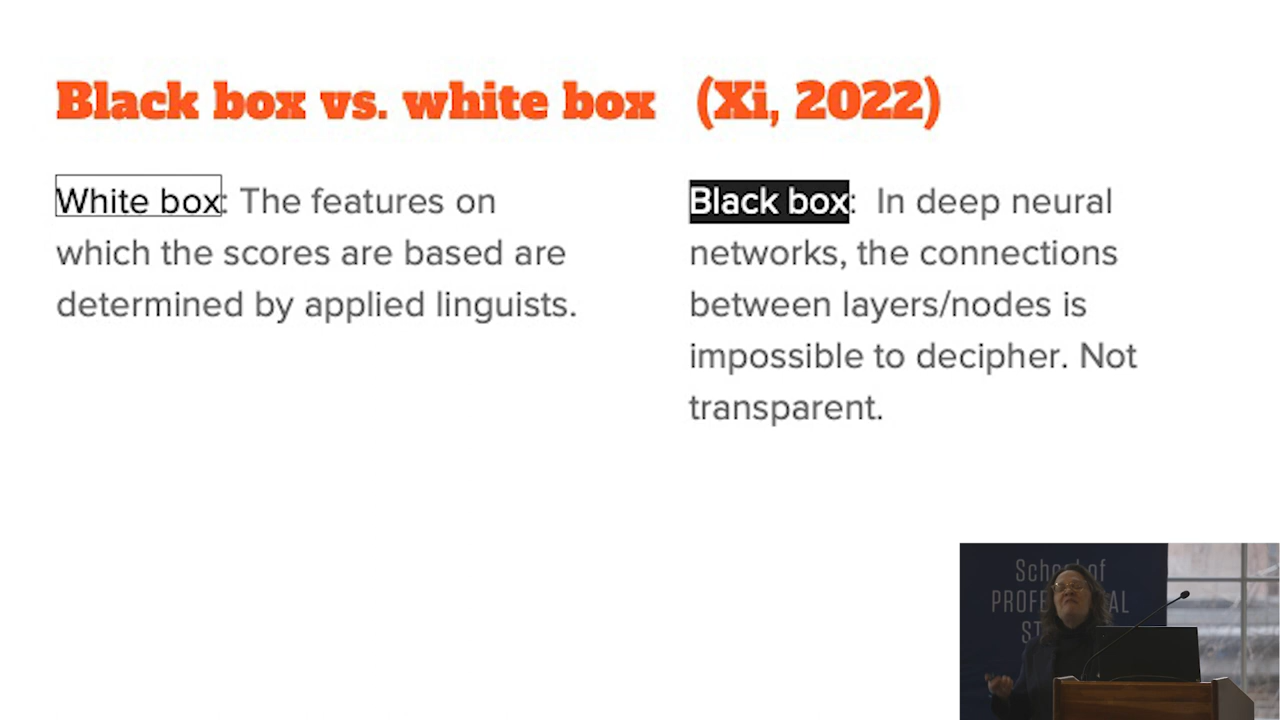 Black box vs. white box (Xi, 2022)
White box: The features on
which the scores are based are
determined by applied linguists.
Black box: In deep neural
networks, the connections
between layers/nodes is
impossible to decipher. Not
transparent.
School of